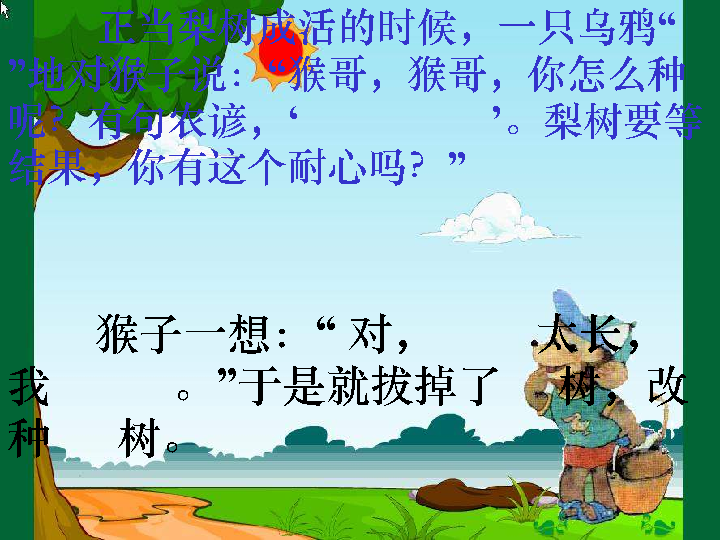 正当梨树成活的时候，一只乌鸦“
”地对猴子说：“猴哥，猴哥，你怎么种
呢？有句农谚，‘ ’。梨树要等
结果，你有这个耐心吗？”
猴子一想：“对， .太长，
我 。”于是就拔掉了 树，改
种 树。